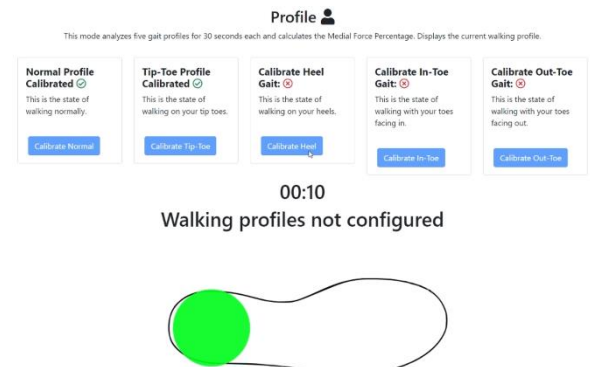 Profile
This mode analyzes five gait profiles for 30 seconds each and calculates the Medial Force Percentage. Displays the current walking profile.
Normal Profile
Calibrated
This is the state of
walking normally.
Calibrate Normal
Tip-Toe Profile
Calibrated
This is the state of
walking on your tip toes.
Calibrate Tip-Toe
Calibrate Heel
Gait:
This is the state of
walking on your heels.
Calibrate Heel
Calibrate In-Toe
Gait:
This is the state of
walking with your toes
facing in.
Calibrate In-Toe
Calibrate Out-Toe
Gait:
This is the state of
walking with your toes
facing out.
Calibrate Out-Toe
00:10
Walking profiles not configured